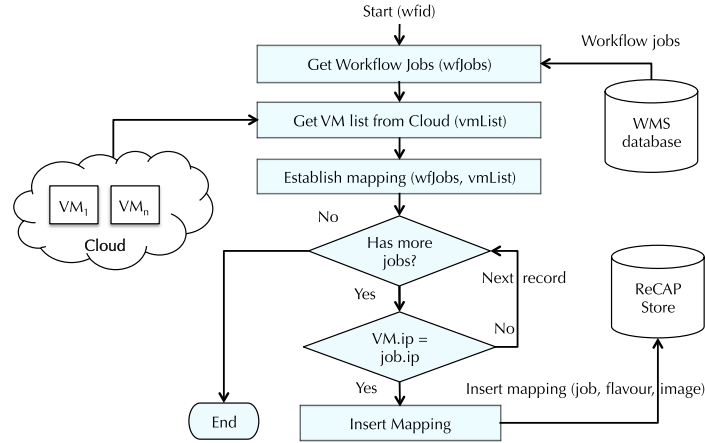 Start (wfid)
Workflow jobs
Get Workflow Jobs (wfJobs)
WMS
database
Get VM list from Cloud (vmList)
Establish mapping (wfJobs, vmList)
VM1
VMn
Cloud
No
Has more
jobs?
Next record
ReCAP
Store
Yes
No
VM.ip =
job.ip
Yes
Insert mapping (job, flavour, image)
End
Insert Mapping